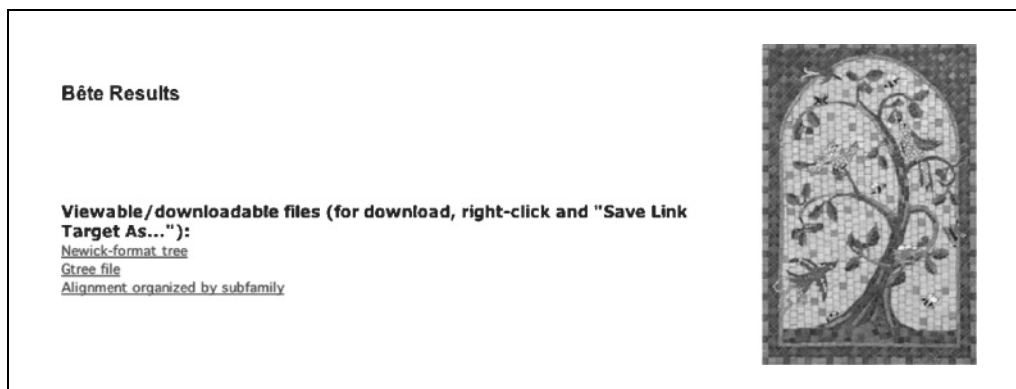 Bête Results
Viewable/downloadable files (for download, right-click and "Save Link
Target As..."):
Newick-format tree
Gtree file
Alignment organized by subfamily